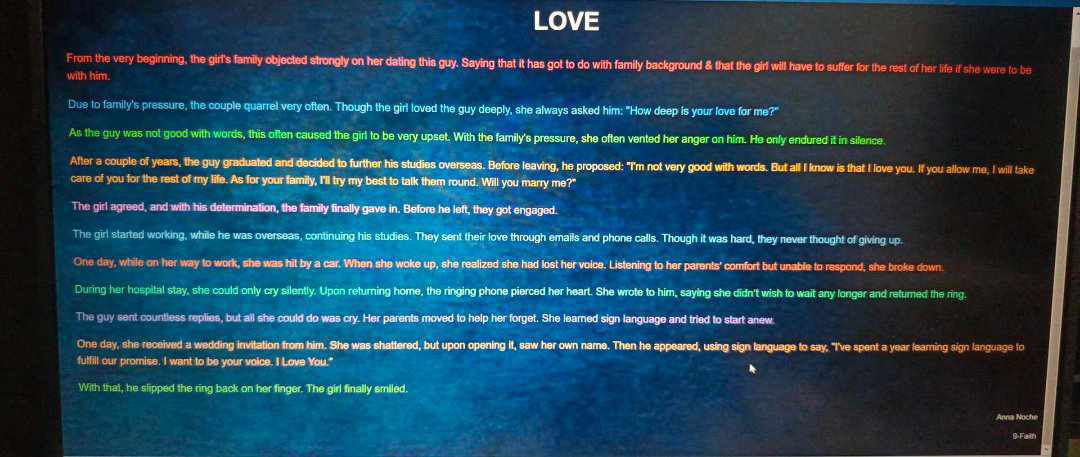 LOVE
From the very beginning, the girl's family objected strongly on her dating this guy. Saying that it has got to do with family background & that the girl will have to suffer for the rest of her life if she were to be
with him.
Due to family's pressure, the couple quarrel very often. Though the girl loved the guy deeply, she always asked him: "How deep is your love for me?"
As the guy was not good with words, this often caused the girl to be very upset. With the family's pressure, she often vented her anger on him. He only endured it in silence.
After a couple of years, the guy graduated and decided to further his studies overseas. Before leaving, he proposed: "I'm not very good with words. But all I know is that I love you. If you allow me, I will take
care of you for the rest of my life. As for your family, I'll try my best to talk them round. Will you marry me?"
The girl agreed, and with his determination, the family finally gave in. Before he left, they got engaged.
The girl started working, while he was overseas, continuing his studies. They sent their love through emails and phone calls. Though it was hard, they never thought of giving up.
One day, while on her way to work, she was hit by a car. When she woke up, she realized she had lost her voice. Listening to her parents' comfort but unable to respond, she broke down.
During her hospital stay, she could only cry silently. Upon returning home, the ringing phone pierced her heart. She wrote to him, saying she didn't wish to wait any longer and returned the ring.
The guy sent countless replies, but all she could do was cry. Her parents moved to help her forget. She learned sign language and tried to start anew.
One day, she received a wedding invitation from him. She was shattered, but upon opening it, saw her own name. Then he appeared, using sign language to say, "I've spent a year learning sign language to
fulfill our promise. I want to be your voice. I Love You."
With that, he slipped the ring back on her finger. The girl finally smiled.
Anna Noche
9-Faith